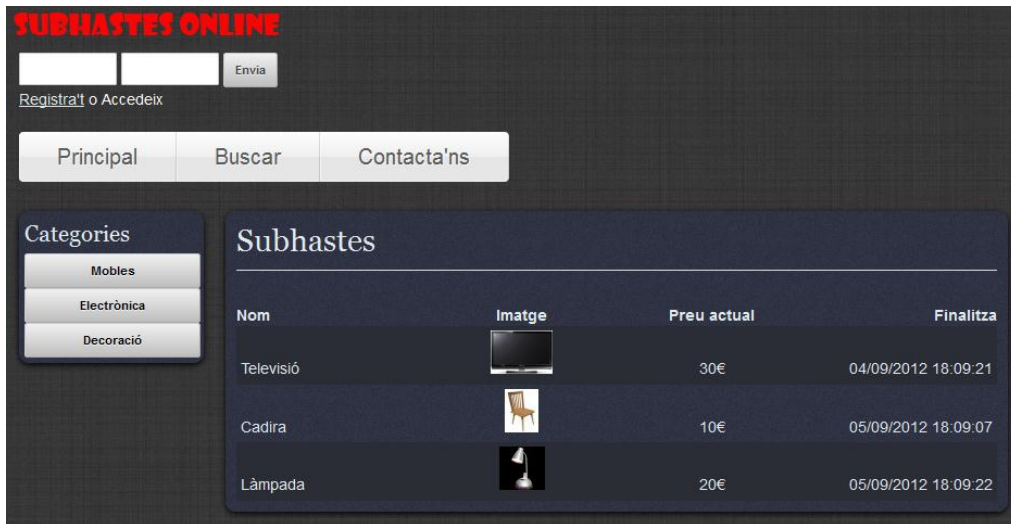 SUBHASTES ONLINE
Envia
Registra't o Accedeix
Principal Buscar Contacta'ns
Categories
Mobles
Electrònica
Decoració
Subhastes
Nom Imatge Preu actual Finalitza
Televisió 30€ 04/09/2012 18:09:21
Cadira 10€ 05/09/2012 18:09:07
Làmpada 20€ 05/09/2012 18:09:22